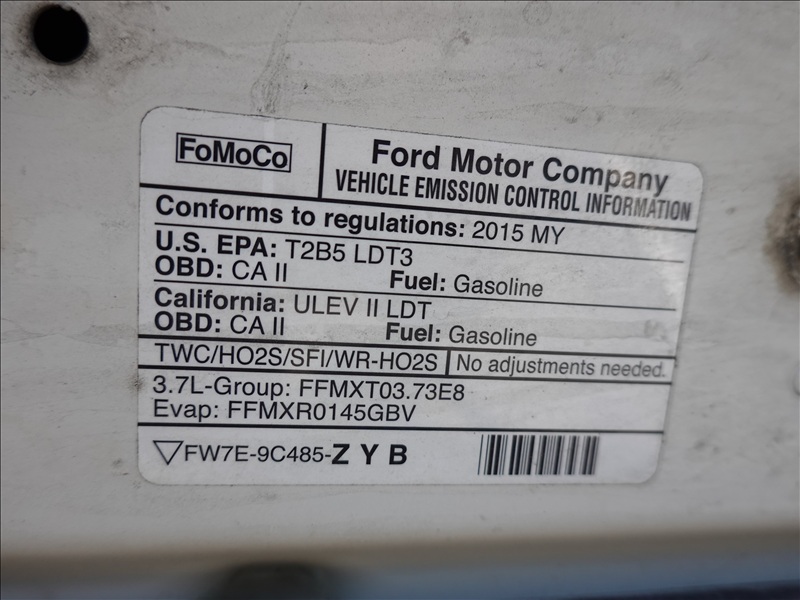 FoMoCo
Ford Motor Company
VEHICLE EMISSION CONTROL INFORMATION
Conforms to regulations: 2015 MY
U.S. EPA: T2B5 LDT3
OBD: CA II Fuel: Gasoline
California: ULEV II LDT
OBD: CA II Fuel: Gasoline
TWC/HO2S/SFI/WR-HO2S No adjustments needed.
3.7L-Group: FFMXT03.73E8
Evap: FFMXR0145GBV
FW7E-9C485-Z Y B